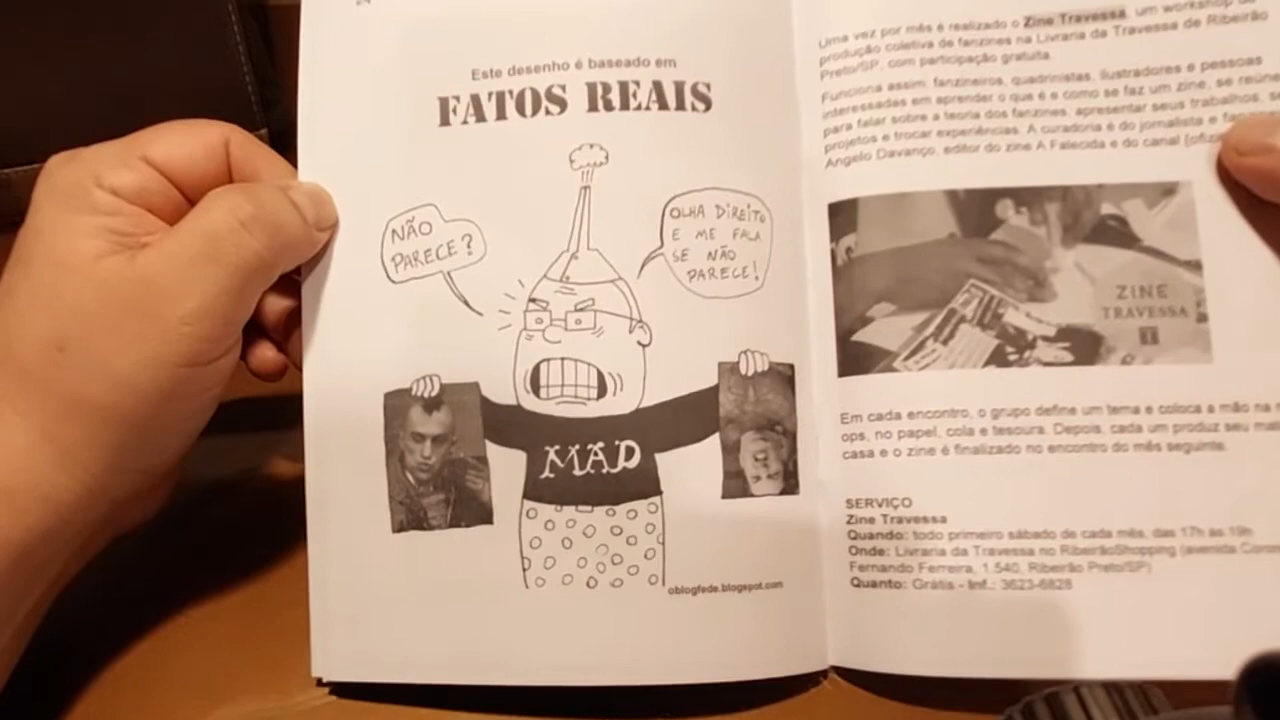 Este desenho é baseado em
FATOS REAIS
NÃO
PARECE?
OLHA DIREITO
E ME FALA
SE NÃO
PARECE!
MAD
oblogfede.blogspot.com
Uma vez por mês é realizado o Zine Travessa, um workshop de
produção coletiva de fanzines na Livraria da Travessa de Ribeirão
Preto/SP, com participação gratuita.
Funciona assim: fanzineiros, quadrinistas, ilustradores e pessoas
interessadas em aprender o que é e como se faz um zine, se reúne
para falar sobre a teoria dos fanzines, apresentar seus trabalhos,
projetos e trocar experiências. A curadoria é do jornalista e
Angelo Davanço, editor do zine A Falecida e do canal
ZINE
TRAVESSA
T
Em cada encontro, o grupo define um tema e coloca a mão na
ops, no papel, cola e tesoura. Depois, cada um produz seu
casa e o zine é finalizado no encontro do mês seguinte.
SERVIÇO
Zine Travessa
Quando: todo primeiro sábado de cada mês, das 17h às 19h
Onde: Livraria da Travessa no RibeirãoShopping (avenida
Fernando Ferreira, 1.540, Ribeirão Preto/SP)
Quanto: Grátis - Inf.: 3623-6828